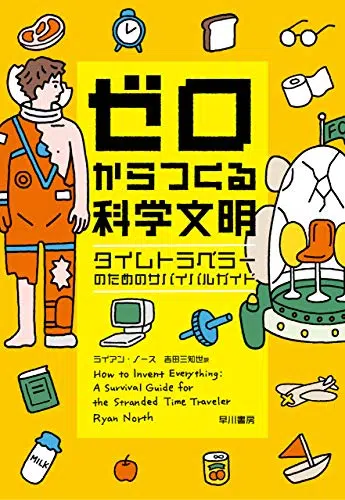 ゼロ
からつくる
科学文明
タイムトラベラー
のためのサバイバルガイド
ライアン・ノース 吉田三知世訳
How to Invent Everything:
A Survival Guide for
the Stranded Time Traveler
Ryan North
早川書房
MILK
FC